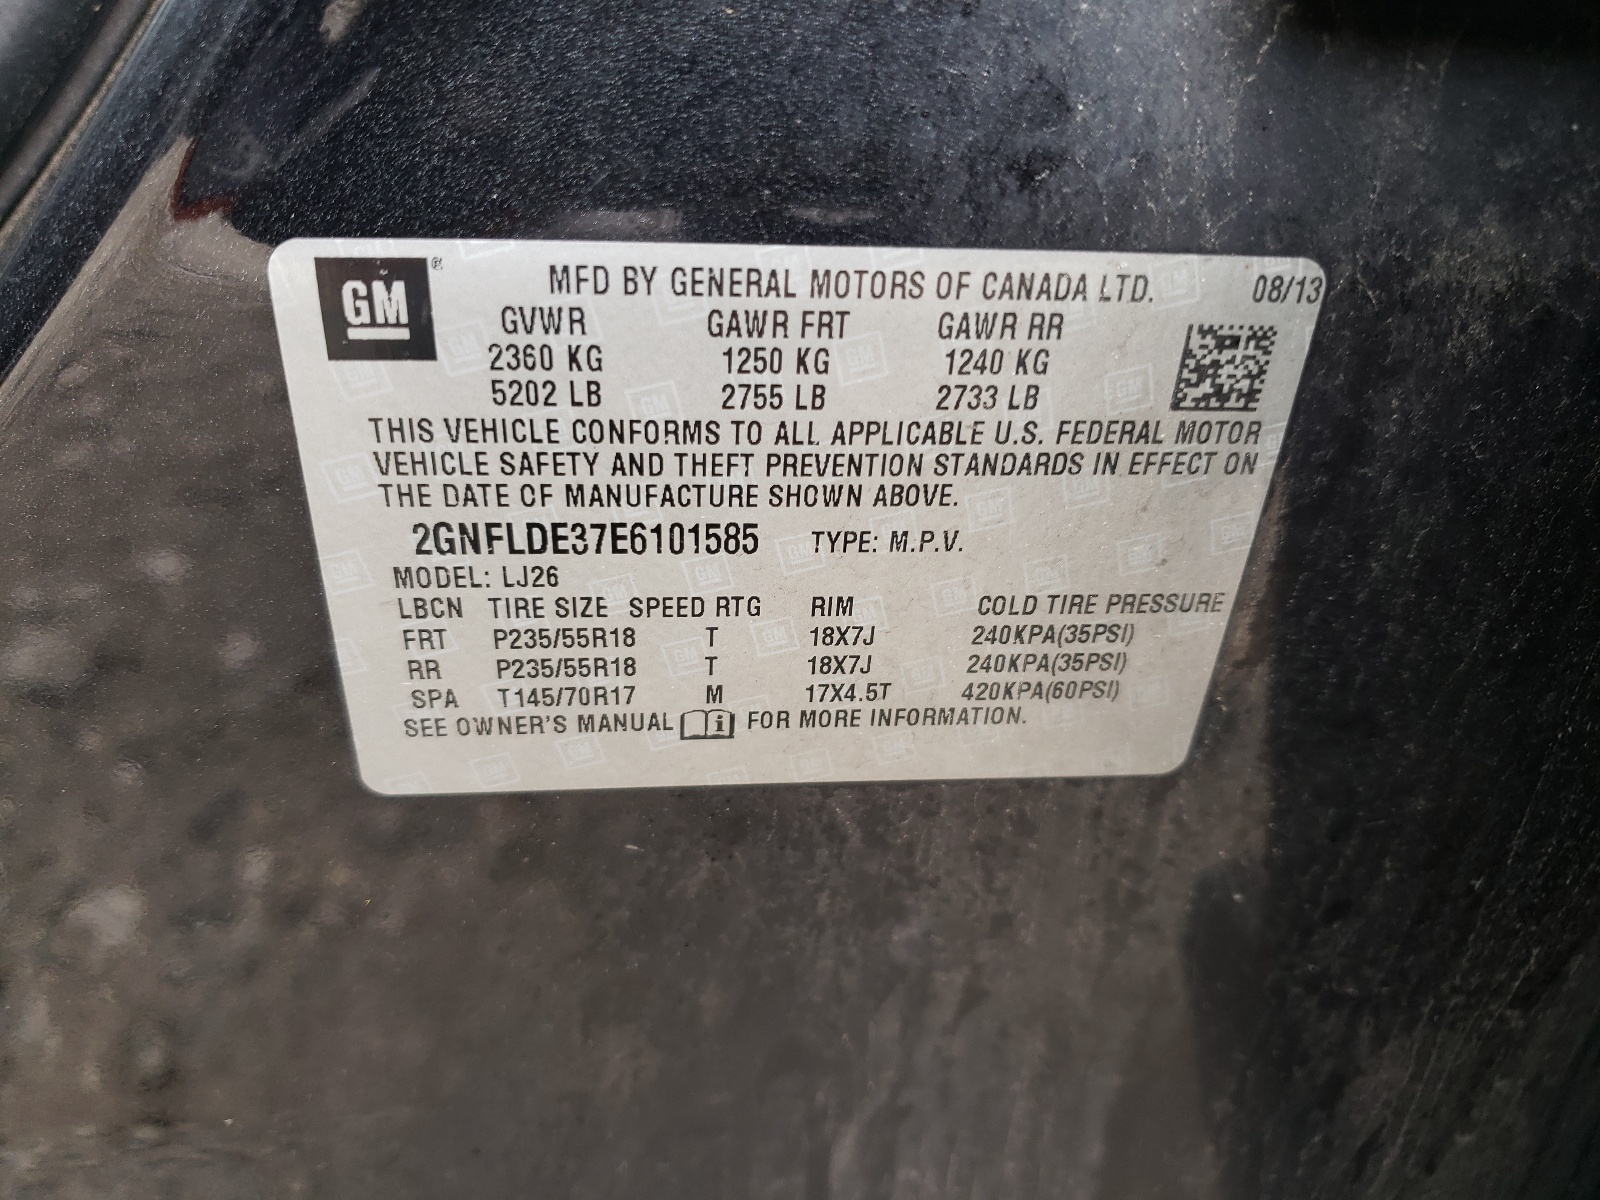 GM®
MFD BY GENERAL MOTORS OF CANADA LTD. 08/13
GVWR GAWR FRT GAWR RR
2360 KG 1250 KG 1240 KG
5202 LB 2755 LB 2733 LB
THIS VEHICLE CONFORMS TO ALL APPLICABLE U.S. FEDERAL MOTOR
VEHICLE SAFETY AND THEFT PREVENTION STANDARDS IN EFFECT ON
THE DATE OF MANUFACTURE SHOWN ABOVE.
2GNFLDE37E6101585 TYPE: M.P.V.
MODEL: LJ26
LBCN TIRE SIZE SPEED RTG RIM COLD TIRE PRESSURE
FRT P235/55R18 T 18X7J 240KPA(35PSI)
RR P235/55R18 T 18X7J 240KPA(35PSI)
SPA T145/70R17 M 17X4.5T 420KPA(60PSI)
SEE OWNER'S MANUAL i FOR MORE INFORMATION.